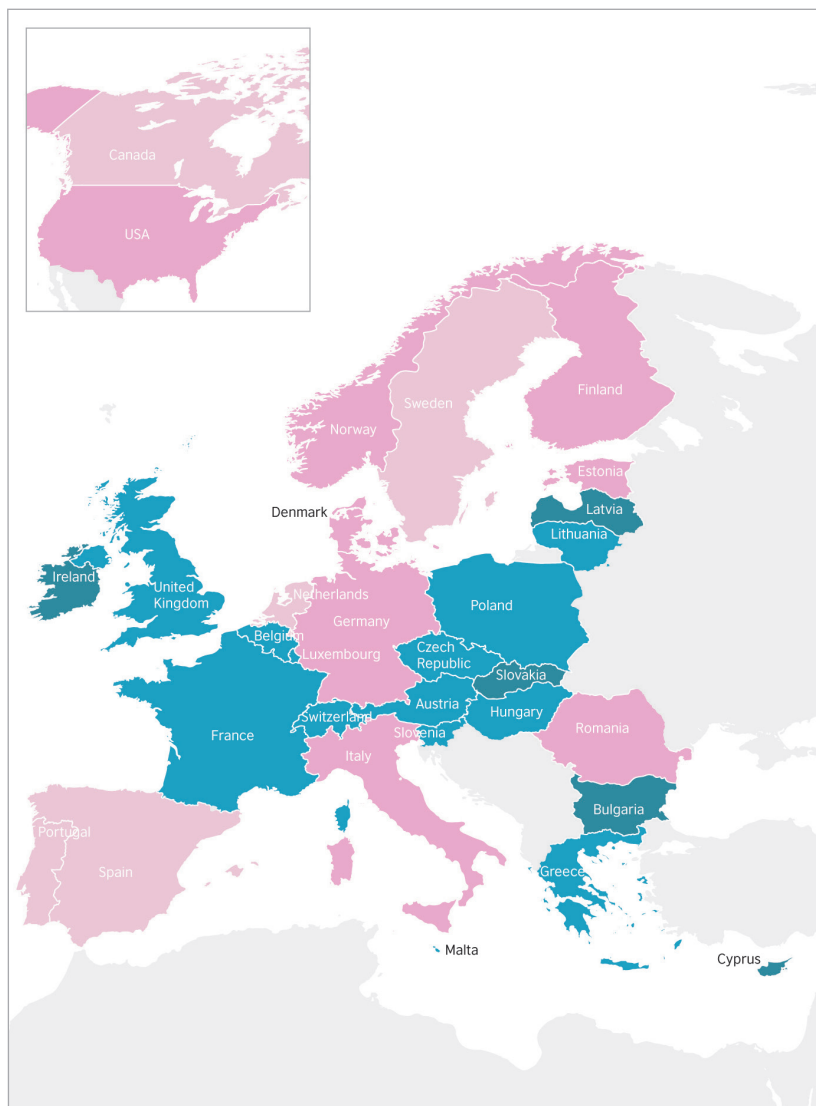 Canada
USA
Sweden
Finland
Norway
Estonia
Denmark
Latvia
Lithuania
Ireland
United
Kingdom
Netherlands
Poland
Germany
Belgium
Czech
Republic
Luxembourg
Slovakia
Austria
Switzerland
Hungary
France
Slovenia
Romania
Italy
Bulgaria
Portugal
Spain
Greece
Malta
Cyprus